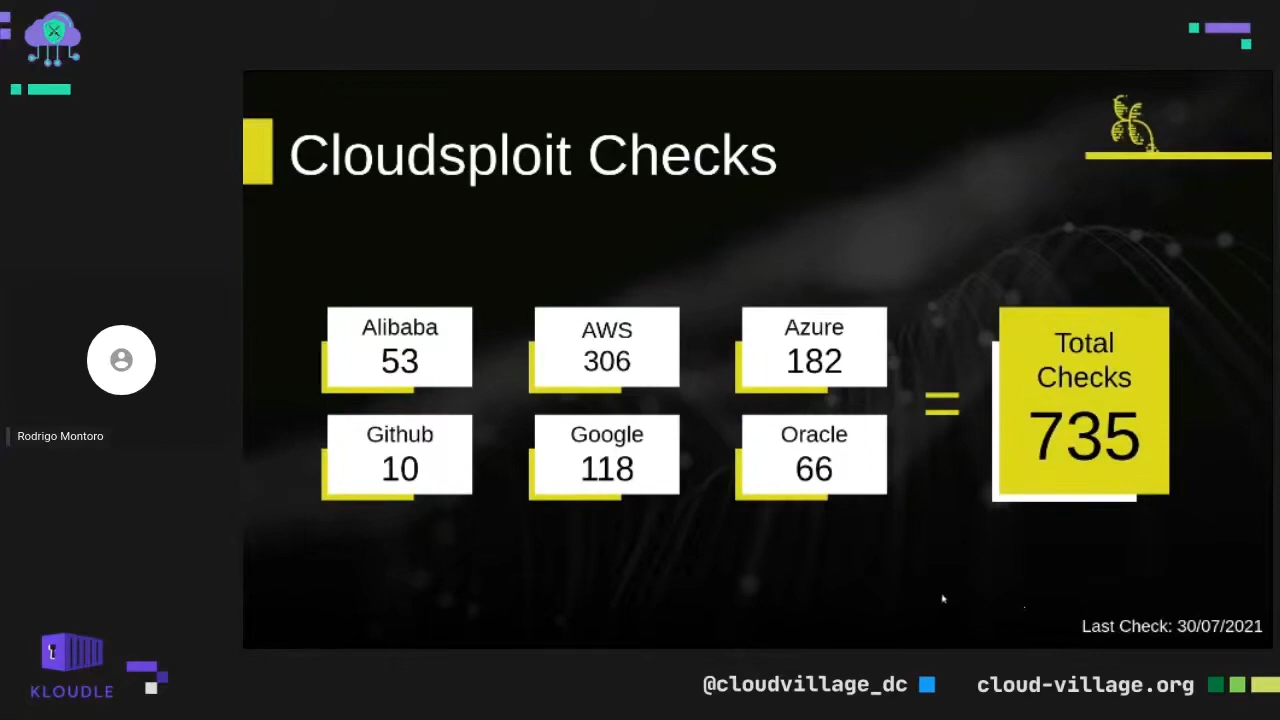 Cloudsploit Checks
Alibaba
53
AWS
306
Azure
182
Github
10
Google
118
Oracle
66
=
Total
Checks
735
Rodrigo Montoro
Last Check: 30/07/2021
KLOUDLE
@cloudvillage_dc
cloud-village.org